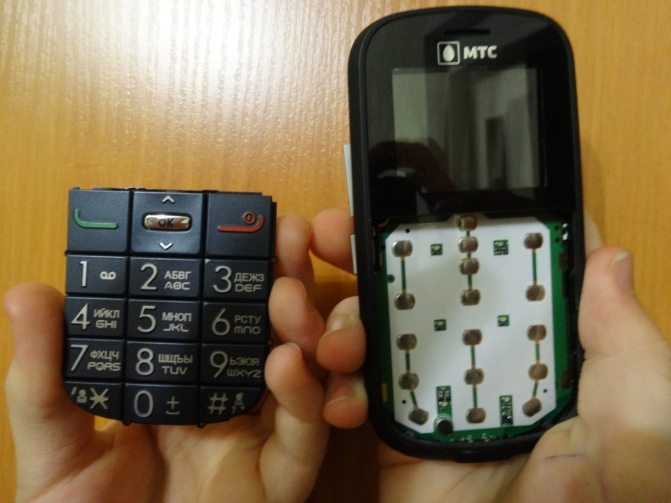 МТС
OK
1
2 АБВГ ABC
3 ДЕЖЗ DEF
4 ИЙКЛ GHI
5 МНОП JKL
6 РСТУ MNO
7 ФХЦЧ PQRS
8 ШЩЪЫ TUV
9 ЬЭЮЯ WXYZ
*
0 ±
#